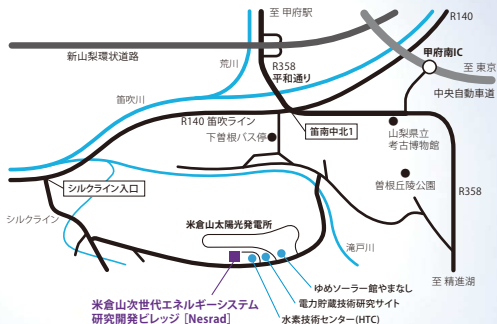 至 甲府駅
R140
新山梨環状道路
荒川
R358
平和通り
甲府南IC
至 東京
中央自動車道
笛吹川
R140 笛吹ライン
下曽根バス停
笛南中北1
山梨県立
考古博物館
曽根丘陵公園
R358
シルクライン入口
シルクライン
米倉山太陽光発電所
滝戸川
至 精進湖
ゆめソーラー館やまなし
電力貯蔵技術研究サイト
水素技術センター(HTC)
米倉山次世代エネルギーシステム
研究開発ビレッジ [Nesrad]